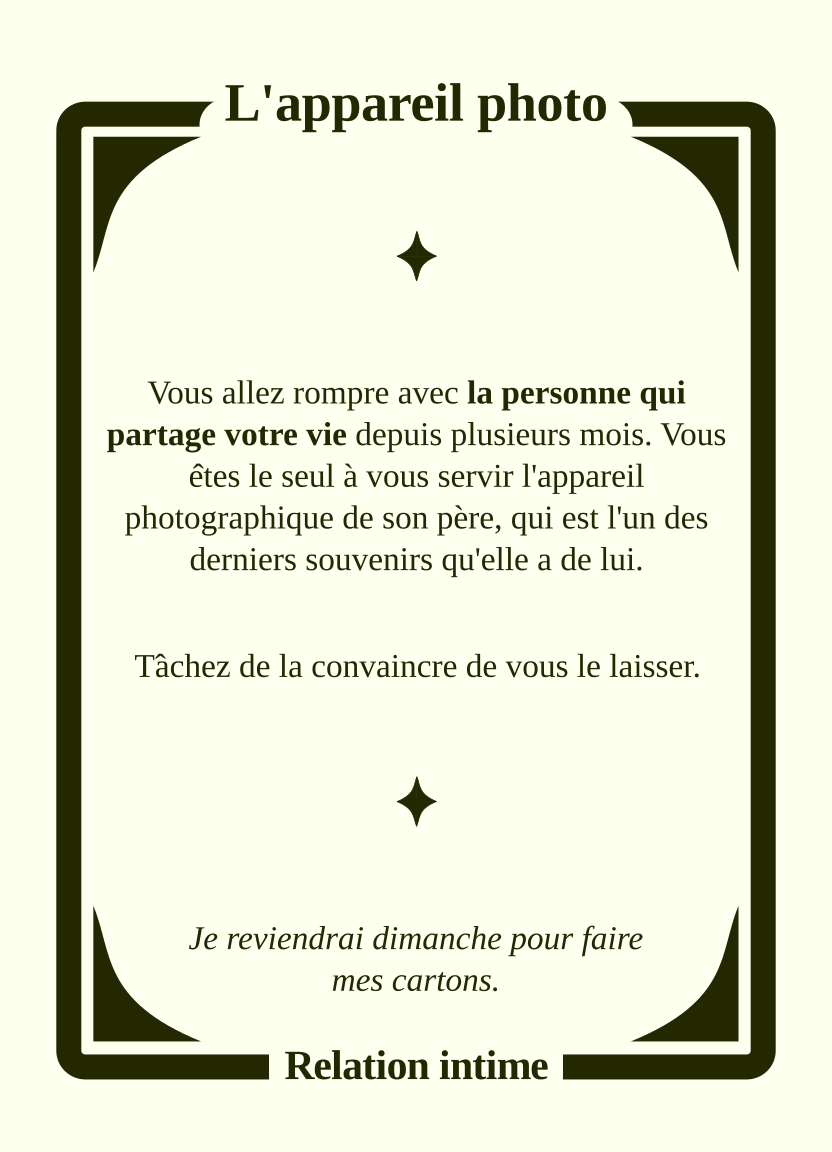 L'appareil photo
Vous allez rompre avec la personne qui
partage votre vie depuis plusieurs mois. Vous
êtes le seul à vous servir l'appareil
photographique de son père, qui est l'un des
derniers souvenirs qu'elle a de lui.
Tâchez de la convaincre de vous le laisser.
Je reviendrai dimanche pour faire
mes cartons.
Relation intime